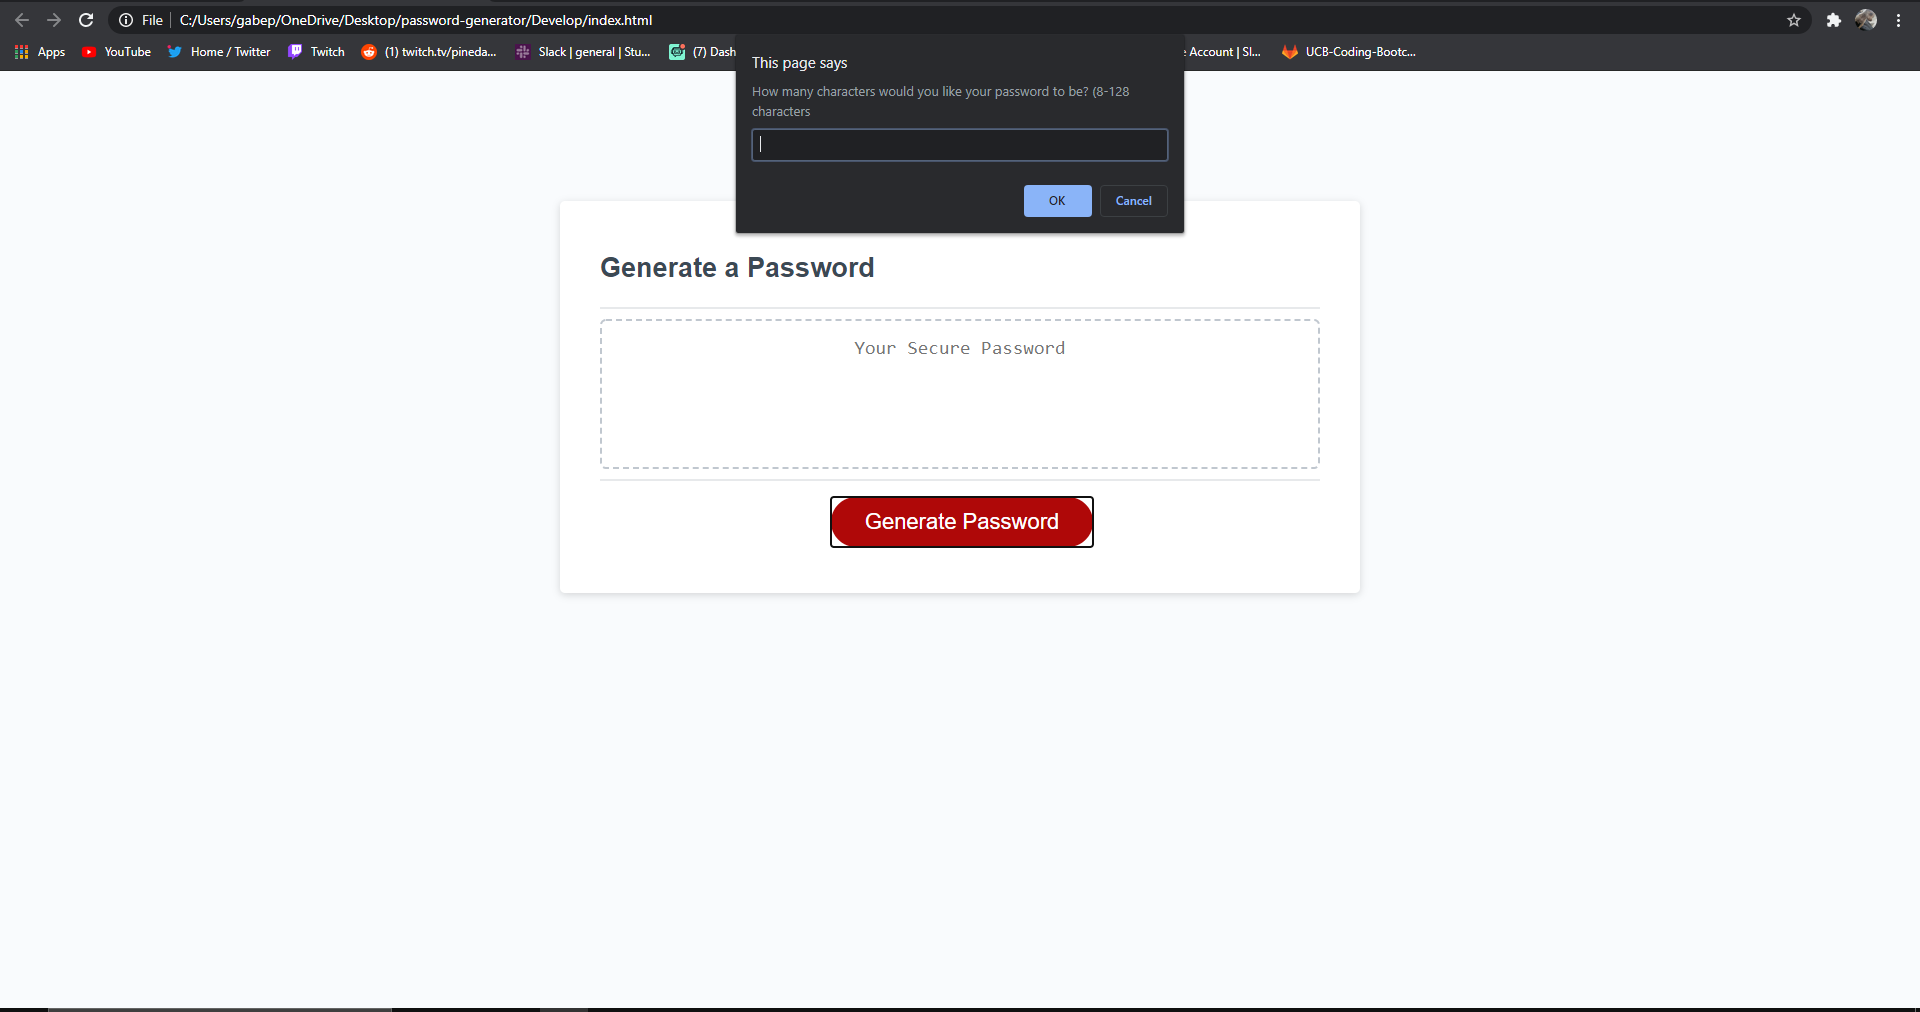 File C:/Users/gabep/OneDrive/Desktop/password-generator/Develop/index.html
Apps YouTube Home / Twitter Twitch (1) twitch.tv/pineda... Slack | general | Stu... (7) Dash Account | Sl... UCB-Coding-Bootc...
This page says
How many characters would you like your password to be? (8-128
characters
OK Cancel
Generate a Password
Your Secure Password
Generate Password